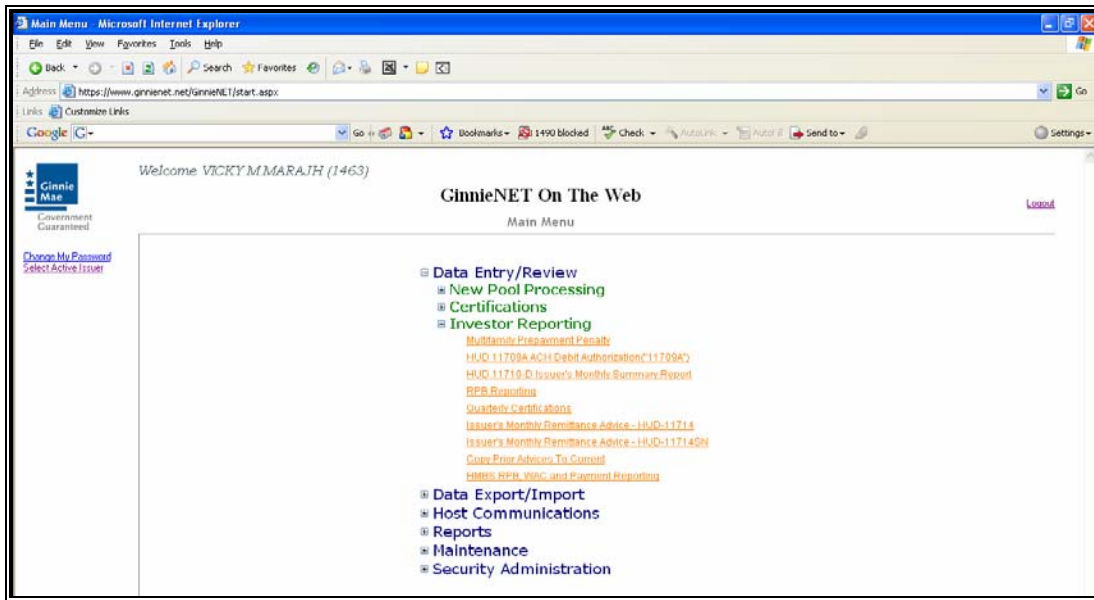 Main Menu - Microsoft Internet Explorer
File Edit View Favorites Tools Help
Back Search Favorites
Address https://www.ginnienet.net/GinnieNET/start.aspx Go
Links Customize Links
Google G Go Bookmarks 1490 blocked Check AutoLink Send to Settings
Welcome VICKY M MARAJH (1463)
Ginnie
Mae
Government
Guaranteed
GinnieNET On The Web
Logout
Main Menu
Change My Password
Select Active Issuer
Data Entry/Review
New Pool Processing
Certifications
Investor Reporting
Multifamily Prepayment Penalty
HUD 11709A ACH Debit Authorization("11709A")
HUD 11710-D Issuer's Monthly Summary Report
RPB Reporting
Quarterly Certifications
Issuer's Monthly Remittance Advice - HUD-11714
Issuer's Monthly Remittance Advice - HUD-11714SN
Copy Prior Advices To Current
HMBS RPB, WAC and Payment Reporting
Data Export/Import
Host Communications
Reports
Maintenance
Security Administration